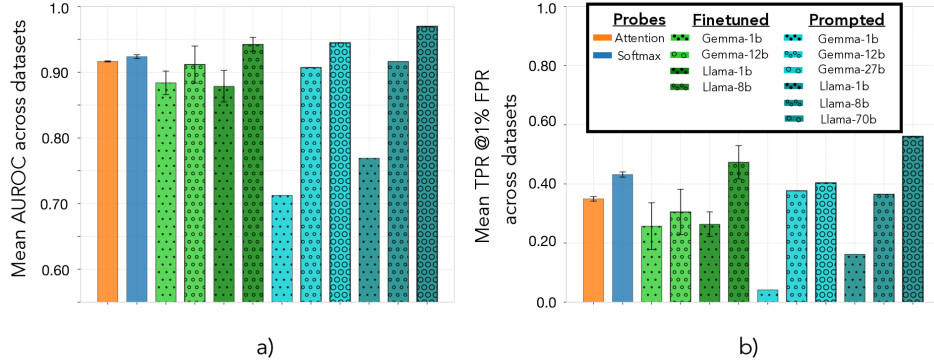 Mean AUROC across datasets
1.00
0.90
0.80
0.70
0.60
a)
Mean TPR @1% FPR
across datasets
1.0
0.80
0.60
0.40
0.20
0.0
b)
Probes
Attention
Softmax
Finetuned
Gemma-1b
Gemma-12b
Llama-1b
Llama-8b
Prompted
Gemma-1b
Gemma-12b
Gemma-27b
Llama-1b
Llama-8b
Llama-70b